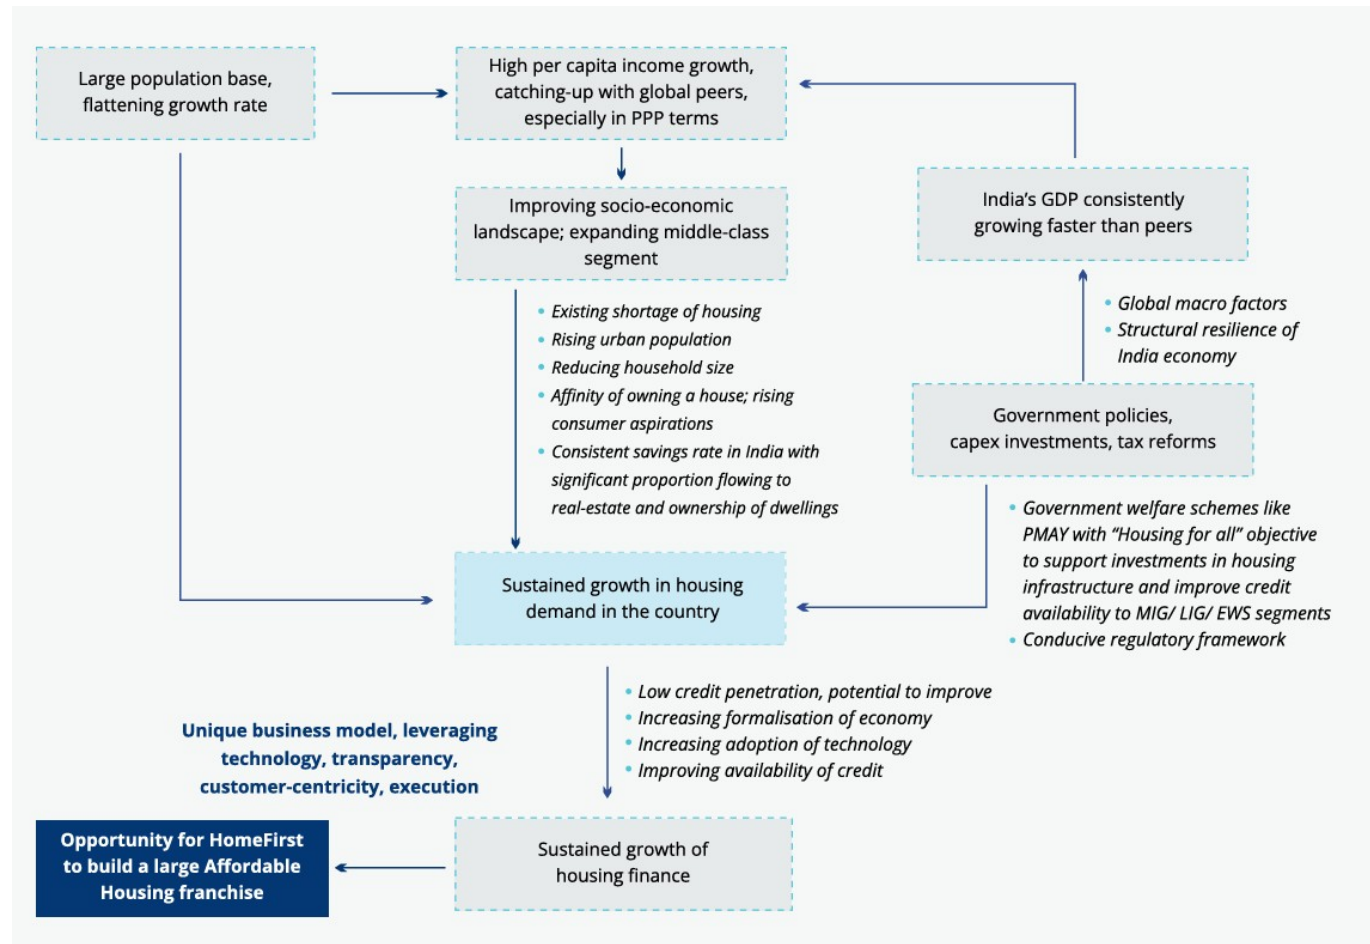 Large population base,
flattening growth rate
High per capita income growth,
catching-up with global peers,
especially in PPP terms
India’s GDP consistently
growing faster than peers
Improving socio-economic
landscape; expanding middle-class
segment
• Global macro factors
• Structural resilience of
India economy
• Existing shortage of housing
• Rising urban population
• Reducing household size
• Affinity of owning a house; rising
consumer aspirations
• Consistent savings rate in India with
significant proportion flowing to
real-estate and ownership of dwellings
Government policies,
capex investments, tax reforms
• Government welfare schemes like
PMAY with “Housing for all” objective
to support investments in housing
infrastructure and improve credit
availability to MIG/ LIG/ EWS segments
• Conducive regulatory framework
Sustained growth in housing
demand in the country
• Low credit penetration, potential to improve
• Increasing formalisation of economy
• Increasing adoption of technology
• Improving availability of credit
Unique business model, leveraging
technology, transparency,
customer-centricity, execution
Sustained growth of
housing finance
Opportunity for HomeFirst
to build a large Affordable
Housing franchise